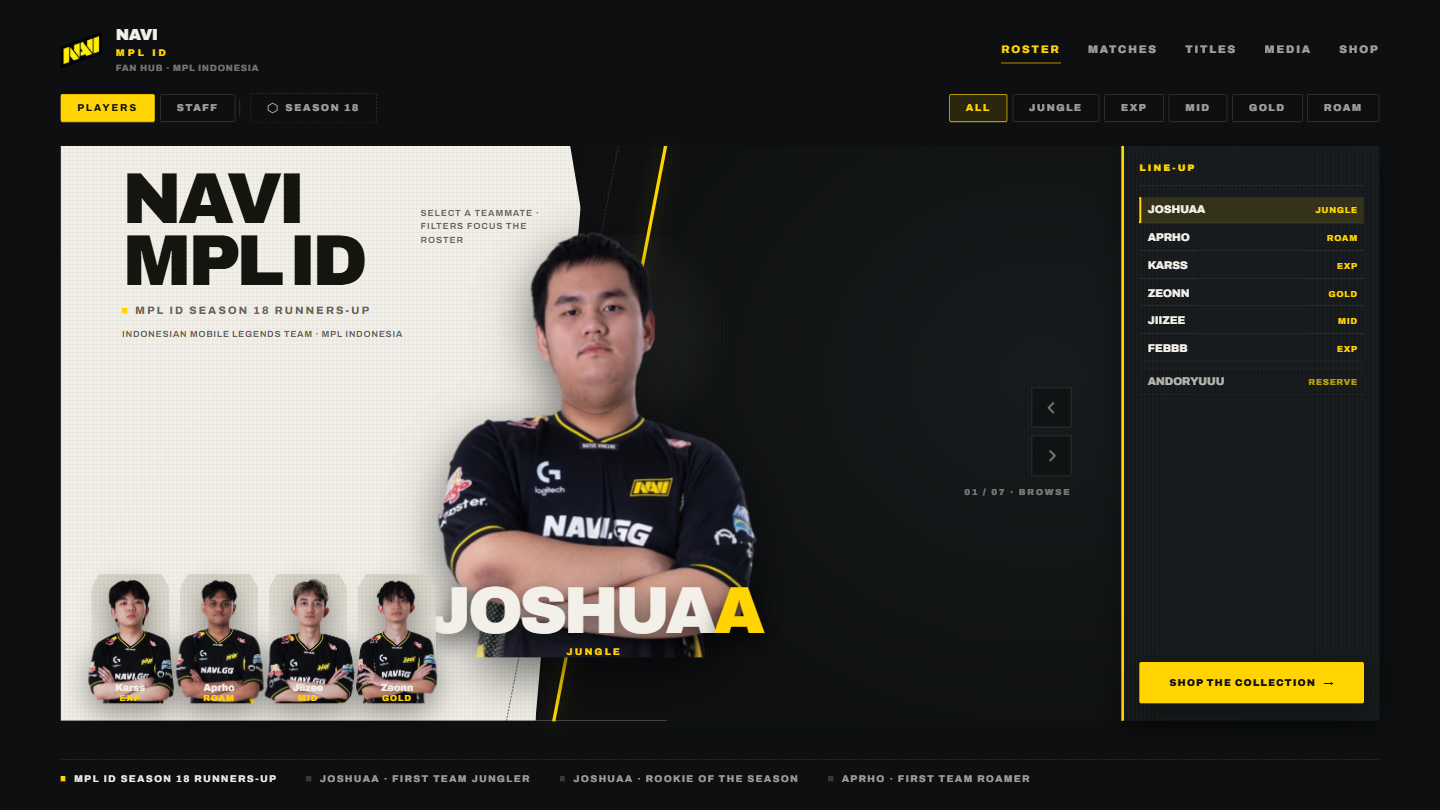 NAVI
MPL ID
FAN HUB · MPL INDONESIA
ROSTER
MATCHES
TITLES
MEDIA
SHOP
PLAYERS
STAFF
SEASON 18
ALL
JUNGLE
EXP
MID
GOLD
ROAM
NAVI
MPL ID
SELECT A TEAMMATE ·
FILTERS FOCUS THE
ROSTER
MPL ID SEASON 18 RUNNERS-UP
INDONESIAN MOBILE LEGENDS TEAM · MPL INDONESIA
logitech
NAVI
NAVI.GG
JOSHUAA
JUNGLE
Karss
EXP
Aprho
ROAM
Jiizee
MID
Zeonn
GOLD
01 / 07 · BROWSE
LINE-UP
JOSHUAA JUNGLE
APRHO ROAM
KARSS EXP
ZEONN GOLD
JIIZEE MID
FEBBB EXP
ANDORYUUU RESERVE
SHOP THE COLLECTION →
MPL ID SEASON 18 RUNNERS-UP
JOSHUAA · FIRST TEAM JUNGLER
JOSHUAA · ROOKIE OF THE SEASON
APRHO · FIRST TEAM ROAMER